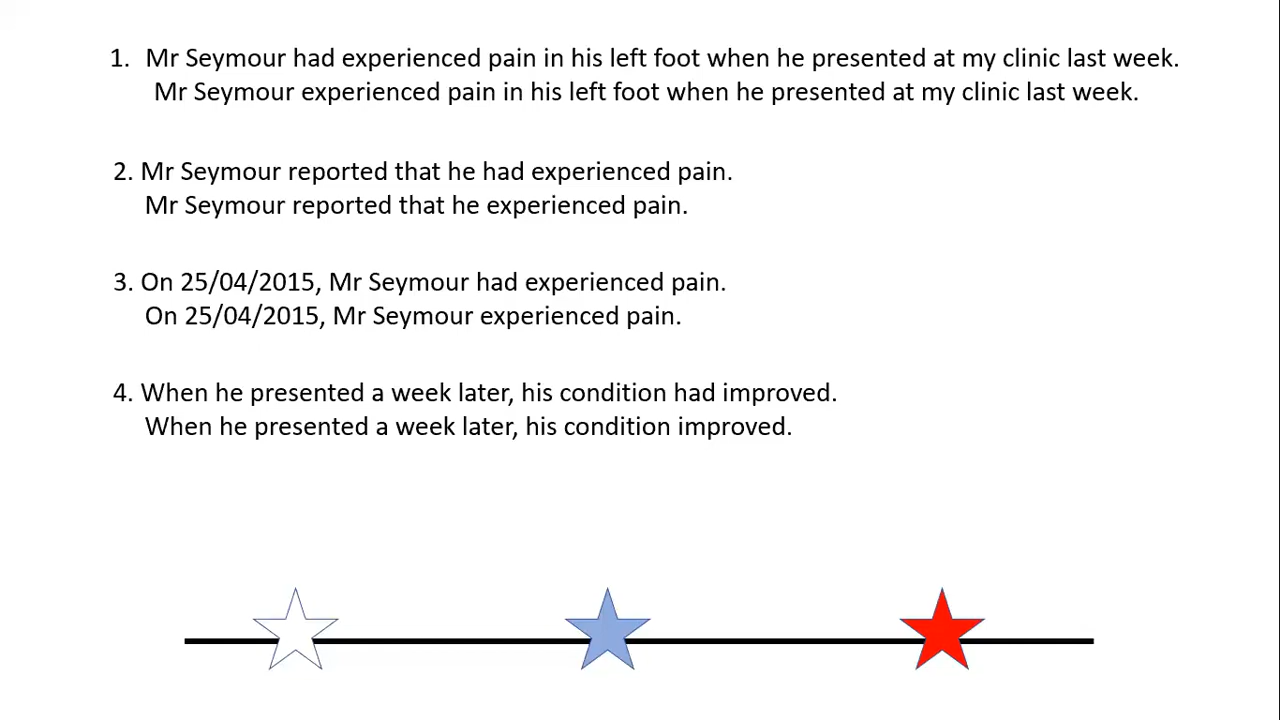 1. Mr Seymour had experienced pain in his left foot when he presented at my clinic last week.
Mr Seymour experienced pain in his left foot when he presented at my clinic last week.
2. Mr Seymour reported that he had experienced pain.
Mr Seymour reported that he experienced pain.
3. On 25/04/2015, Mr Seymour had experienced pain.
On 25/04/2015, Mr Seymour experienced pain.
4. When he presented a week later, his condition had improved.
When he presented a week later, his condition improved.